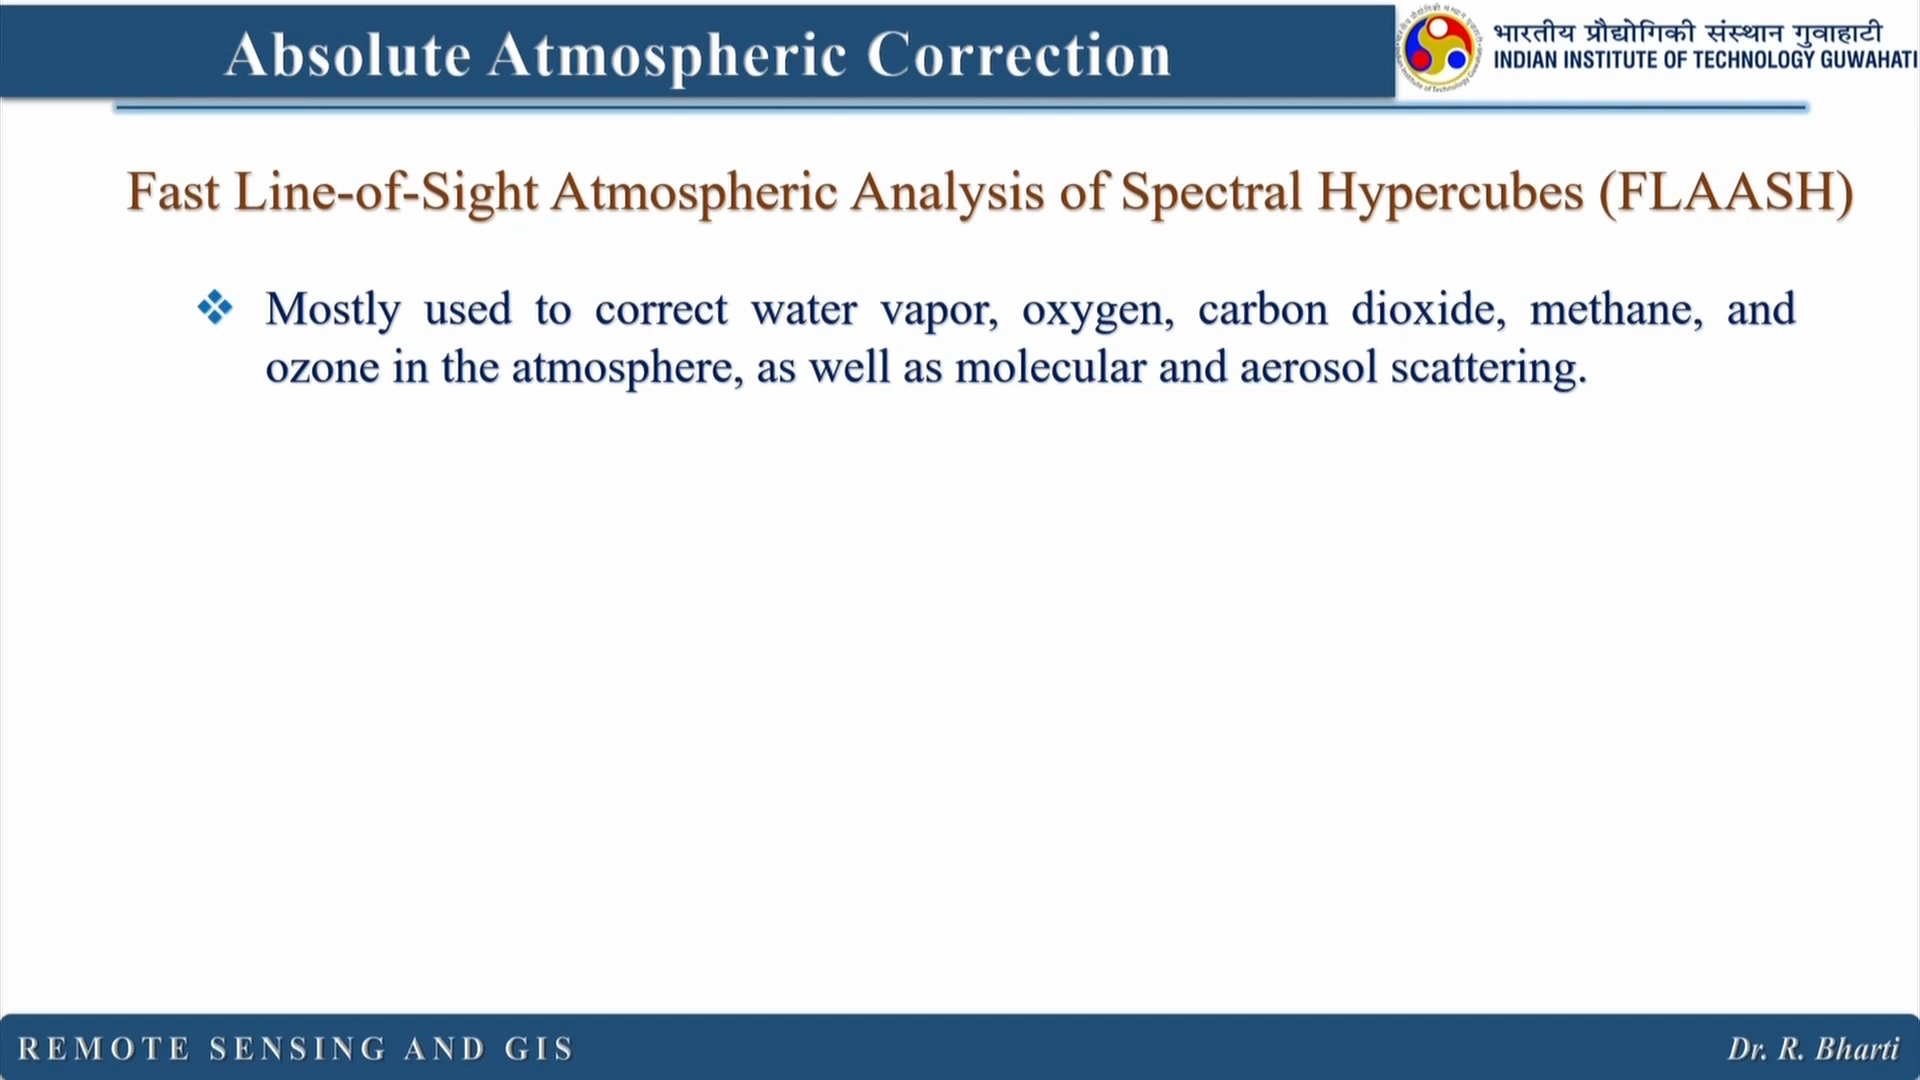 Absolute Atmospheric Correction
भारतीय प्रौद्योगिकी संस्थान गुवाहाटी
INDIAN INSTITUTE OF TECHNOLOGY GUWAHATI
Fast Line-of-Sight Atmospheric Analysis of Spectral Hypercubes (FLAASH)
Mostly used to correct water vapor, oxygen, carbon dioxide, methane, and
ozone in the atmosphere, as well as molecular and aerosol scattering.
REMOTE SENSING AND GIS
Dr. R. Bharti